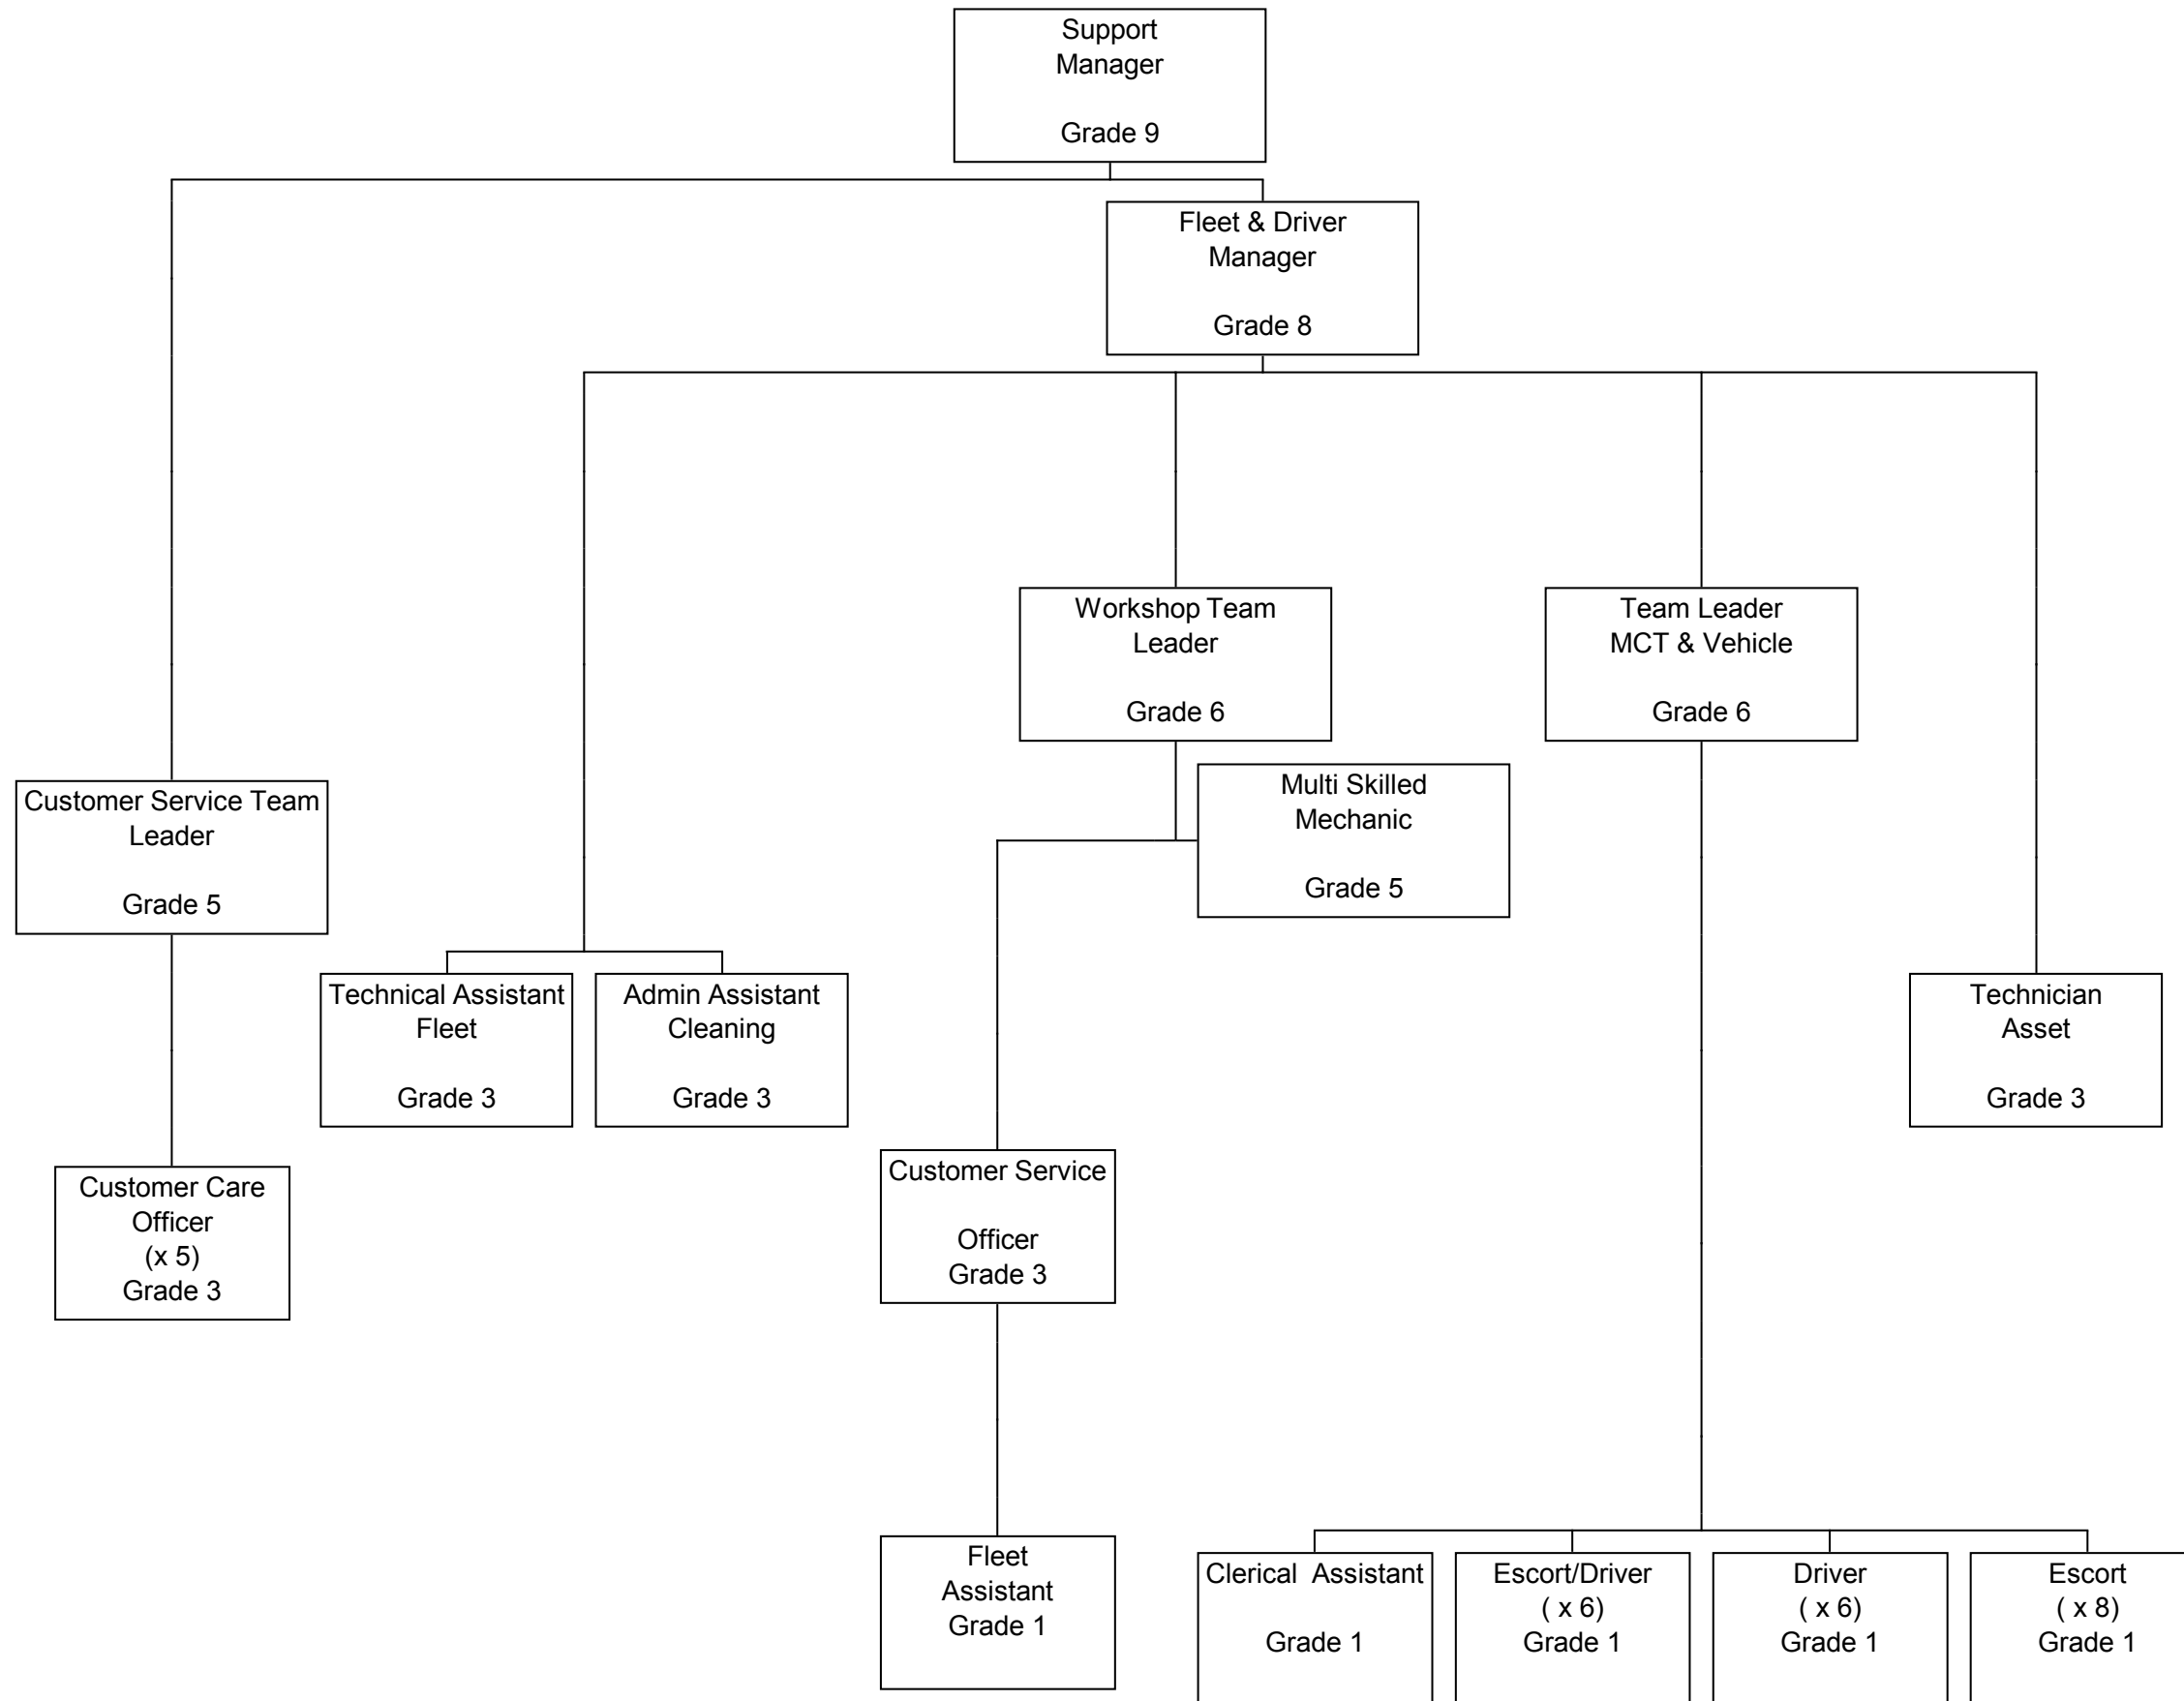 Support
Manager
Grade 9
Fleet & Driver
Manager
Grade 8
Workshop Team
Leader
Grade 6
Team Leader
MCT & Vehicle
Grade 6
Customer Service Team
Leader
Grade 5
Multi Skilled
Mechanic
Grade 5
Technical Assistant
Fleet
Grade 3
Admin Assistant
Cleaning
Grade 3
Technician
Asset
Grade 3
Customer Care
Officer
(x 5)
Grade 3
Customer Service
Officer
Grade 3
Fleet
Assistant
Grade 1
Clerical  Assistant
Grade 1
Escort/Driver
( x 6)
Grade 1
Driver
( x 6)
Grade 1
Escort
( x 8)
Grade 1